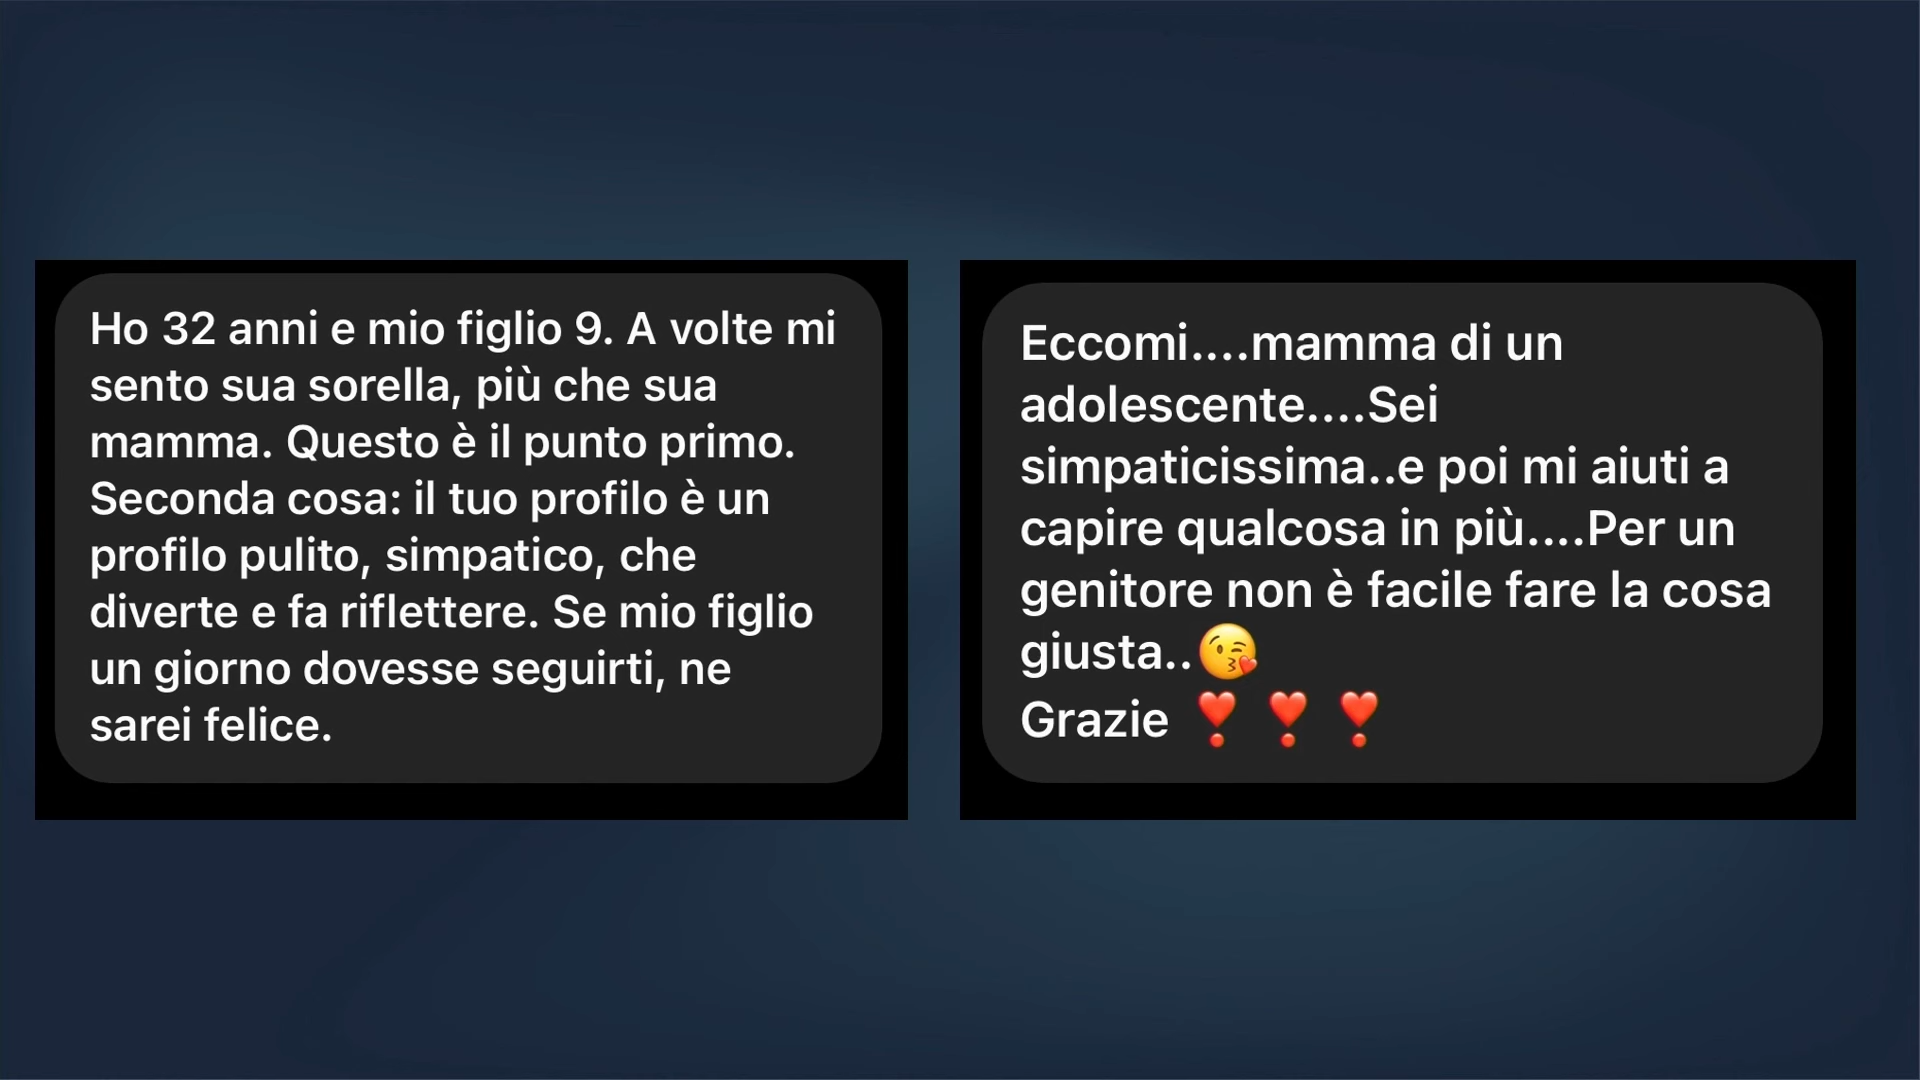 Ho 32 anni e mio figlio 9. A volte mi
sento sua sorella, più che sua
mamma. Questo è il punto primo.
Seconda cosa: il tuo profilo è un
profilo pulito, simpatico, che
diverte e fa riflettere. Se mio figlio
un giorno dovesse seguirti, ne
sarei felice.
Eccomi....mamma di un
adolescente....Sei
simpaticissima..e poi mi aiuti a
capire qualcosa in più....Per un
genitore non è facile fare la cosa
giusta..😘
Grazie ❣️ ❣️ ❣️